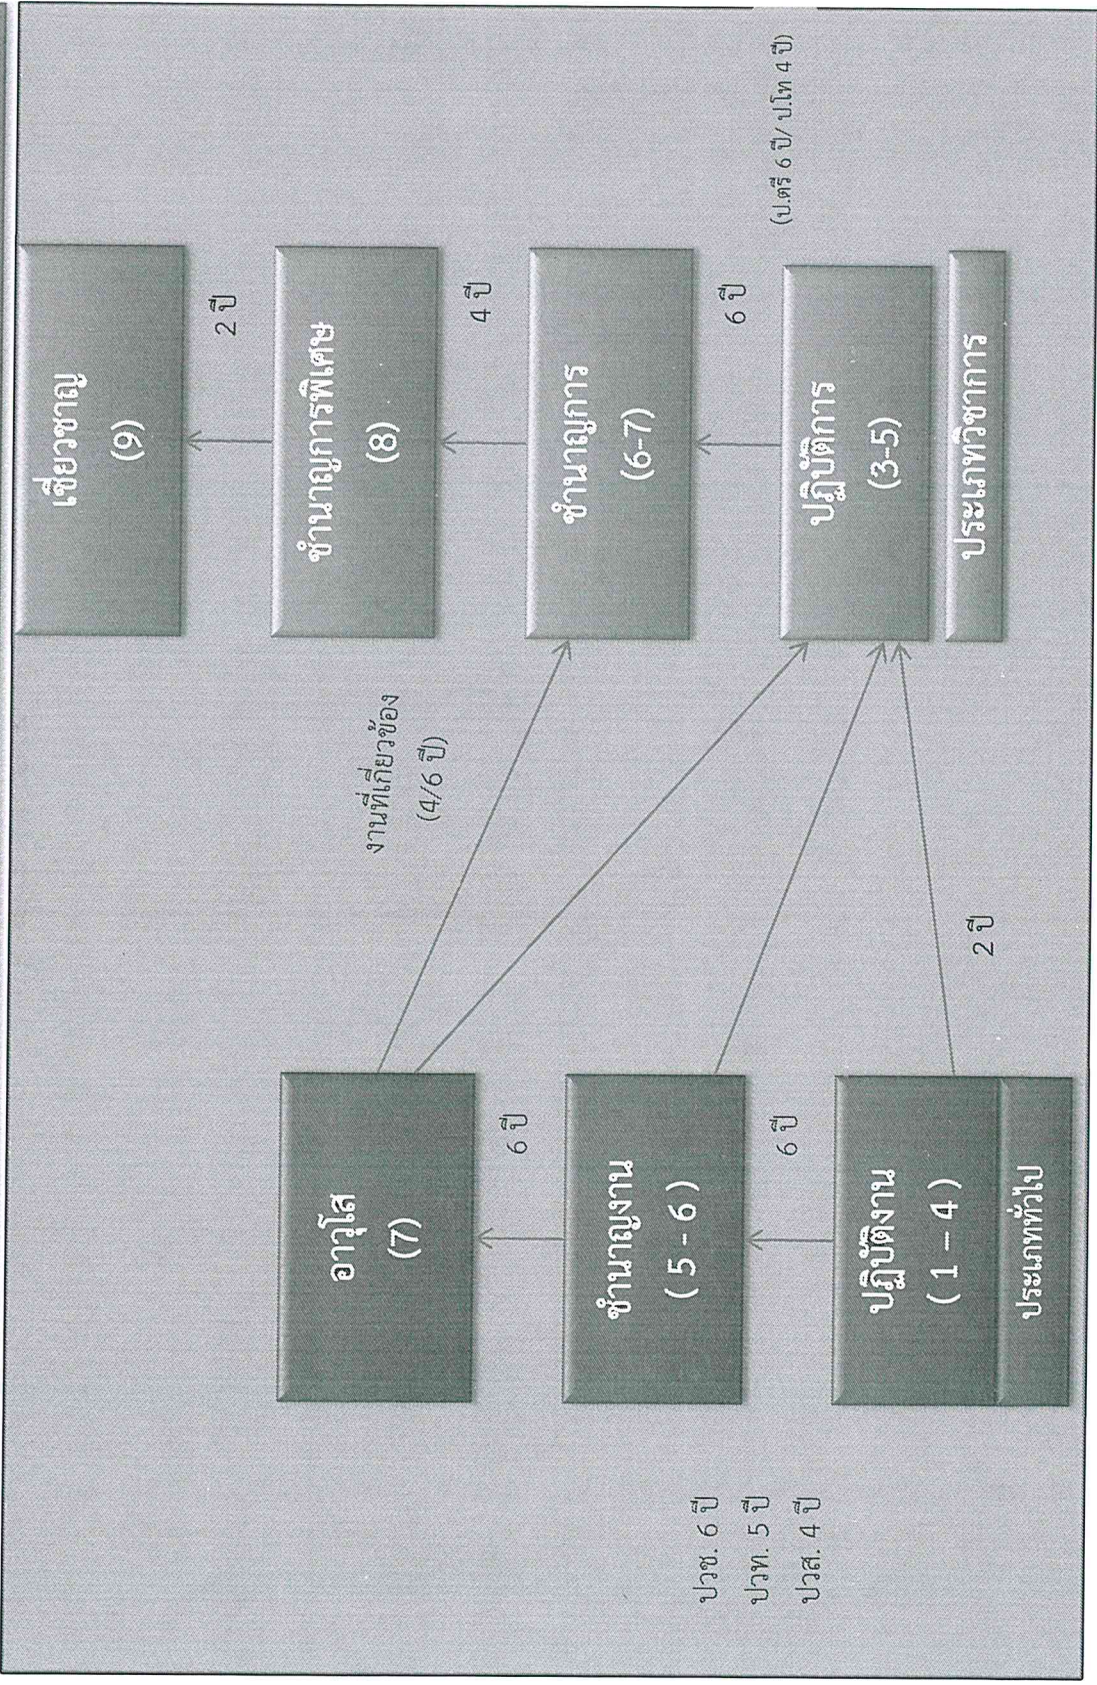 เชี่ยวชาญ
(9)
2 ปี
ชำนาญการพิเศษ
(8)
4 ปี
ชำนาญการ
(6-7)
6 ปี
(ป.ตรี 6 ปี/ ป.โท 4 ปี)
ปฏิบัติการ
(3-5)
ประเภทวิชาการ
งานที่เกี่ยวข้อง
(4/6 ปี)
2 ปี
อาวุโส
(7)
6 ปี
ชำนาญงาน
( 5 - 6 )
6 ปี
ปฏิบัติงาน
( 1 – 4 )
ประเภททั่วไป
ปวช. 6 ปี
ปวท. 5 ปี
ปวส. 4 ปี